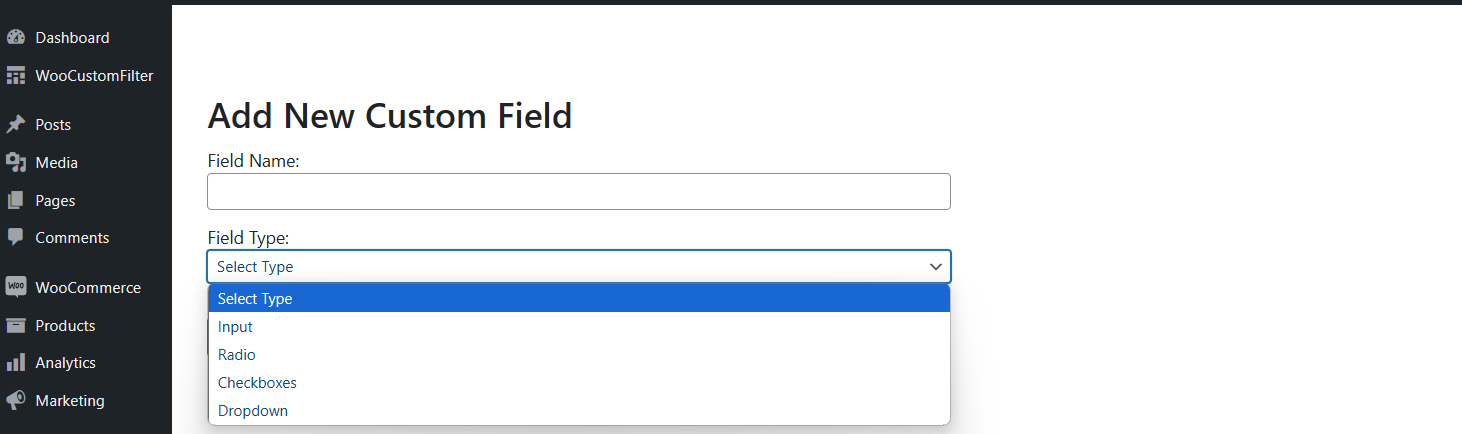 Dashboard
WooCustomFilter
Posts
Media
Pages
Comments
Woo WooCommerce
Products
Analytics
Marketing
Add New Custom Field
Field Name:
Field Type:
Select Type
Select Type
Input
Radio
Checkboxes
Dropdown